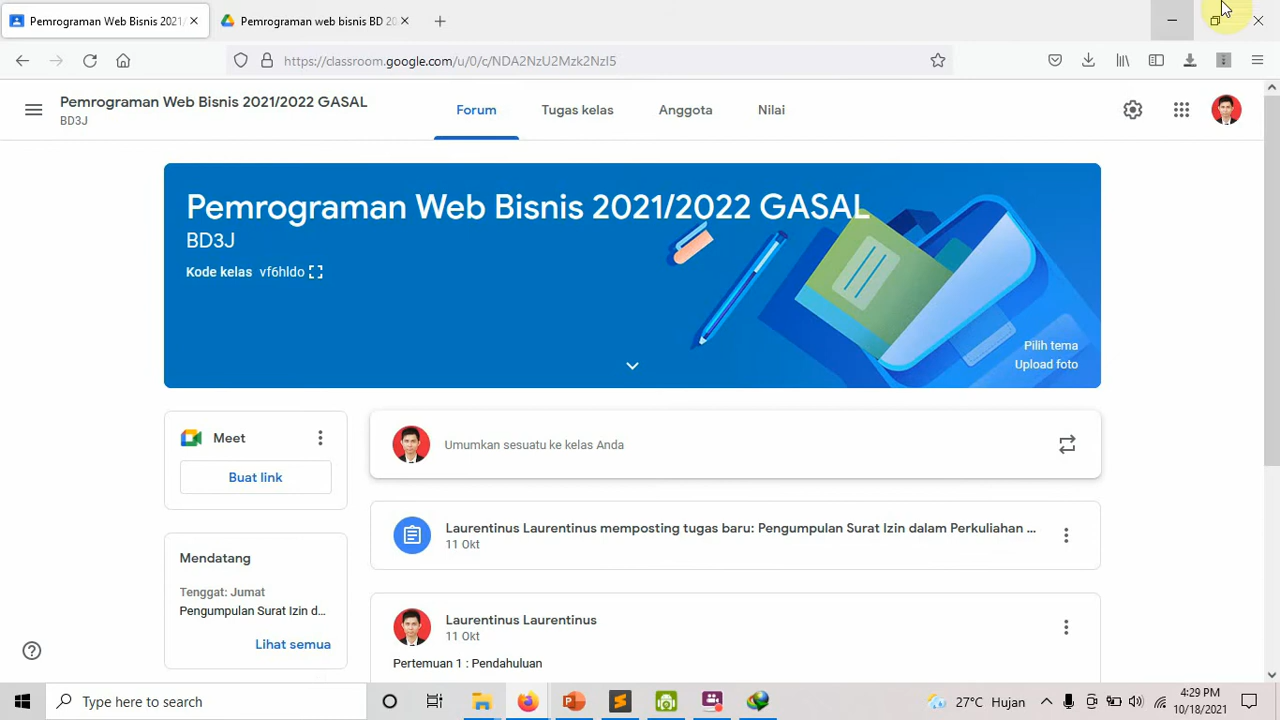 Pemrograman Web Bisnis 2021/
Pemrograman web bisnis BD 20
https://classroom.google.com/u/0/c/NDA2NzU2Mzk2NzI5
Pemrograman Web Bisnis 2021/2022 GASAL
BD3J
Forum
Tugas kelas
Anggota
Nilai
Pemrograman Web Bisnis 2021/2022 GASAL
BD3J
Kode kelas vf6hldo
Pilih tema
Upload foto
Meet
Buat link
Umumkan sesuatu ke kelas Anda
Laurentinus Laurentinus memposting tugas baru: Pengumpulan Surat Izin dalam Perkuliahan ...
11 Okt
Mendatang
Tenggat: Jumat
Pengumpulan Surat Izin d...
Lihat semua
Laurentinus Laurentinus
11 Okt
Pertemuan 1 : Pendahuluan
Type here to search
27°C Hujan
4:29 PM
10/18/2021